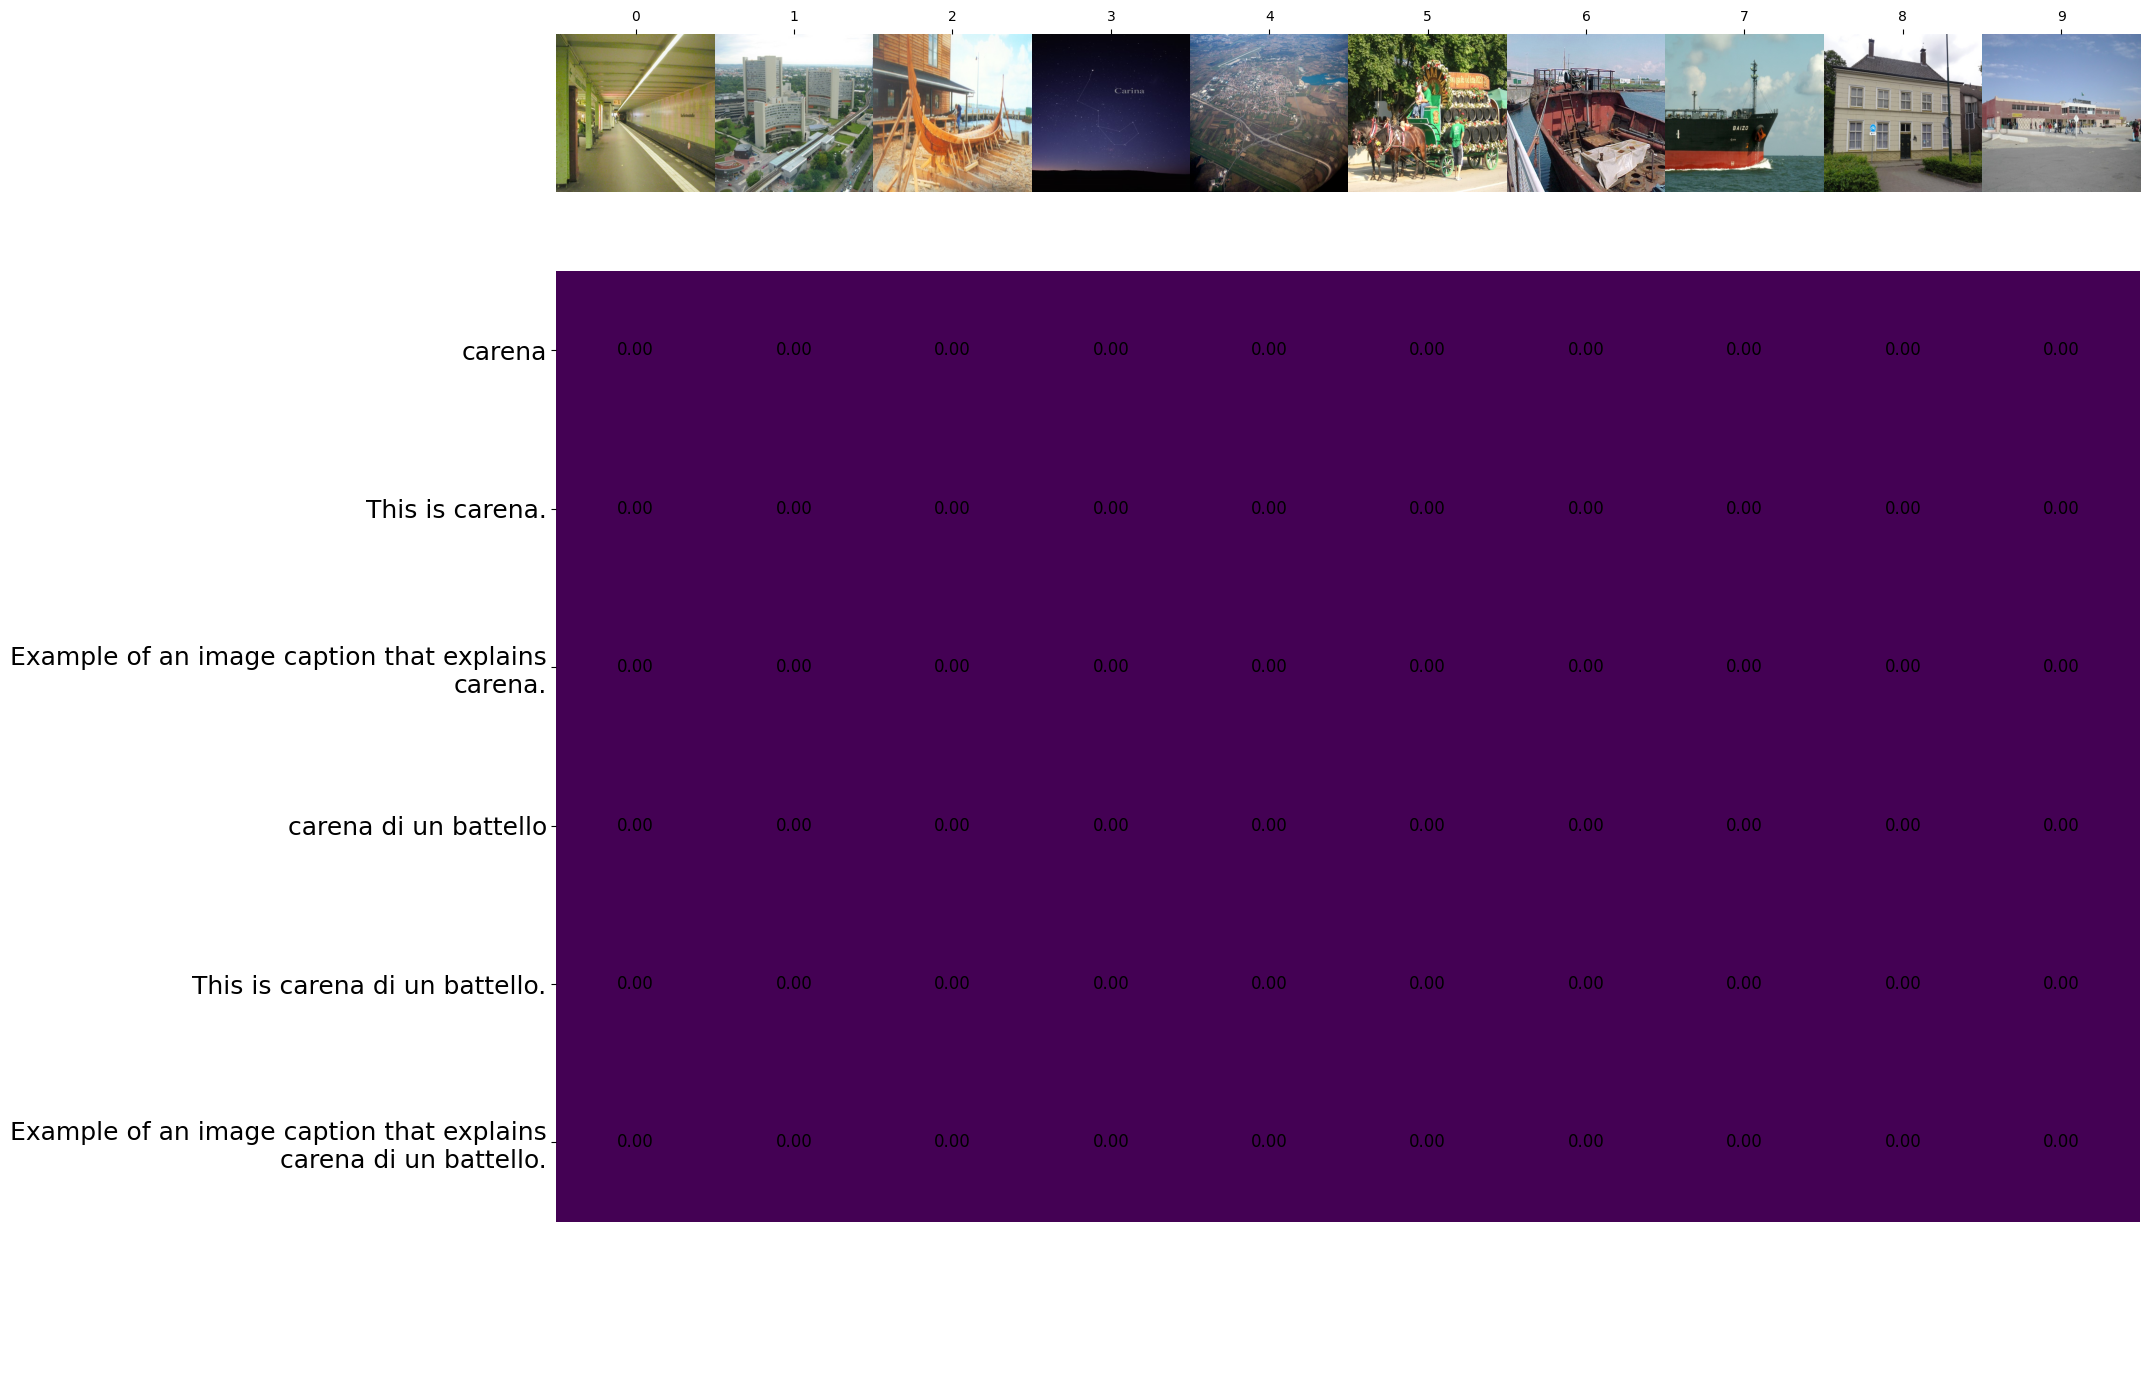 0 1 2 3 4 5 6 7 8 9
Carina
BAIZO
carena 0.00 0.00 0.00 0.00 0.00 0.00 0.00 0.00 0.00 0.00
This is carena. 0.00 0.00 0.00 0.00 0.00 0.00 0.00 0.00 0.00 0.00
Example of an image caption that explains
carena. 0.00 0.00 0.00 0.00 0.00 0.00 0.00 0.00 0.00 0.00
carena di un battello 0.00 0.00 0.00 0.00 0.00 0.00 0.00 0.00 0.00 0.00
This is carena di un battello. 0.00 0.00 0.00 0.00 0.00 0.00 0.00 0.00 0.00 0.00
Example of an image caption that explains
carena di un battello. 0.00 0.00 0.00 0.00 0.00 0.00 0.00 0.00 0.00 0.00